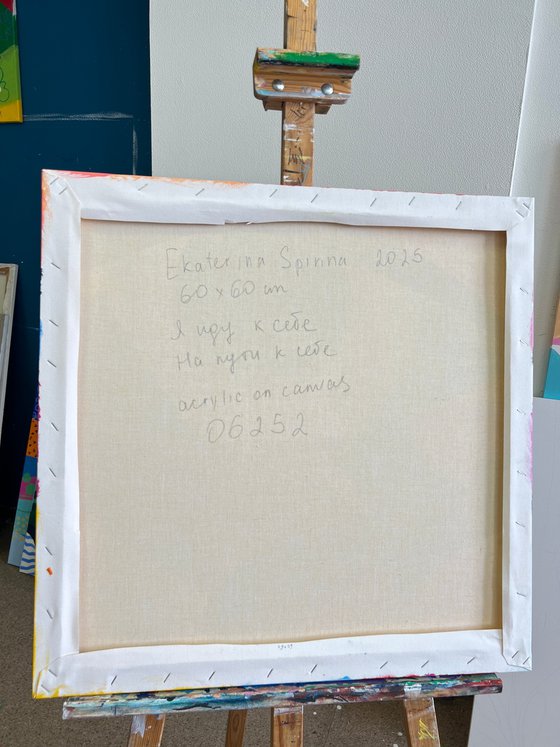 Ekaterina Spirina 2025
60 x 60 cm
Я иду к себе
На пути к себе
acrylic on canvas
06252